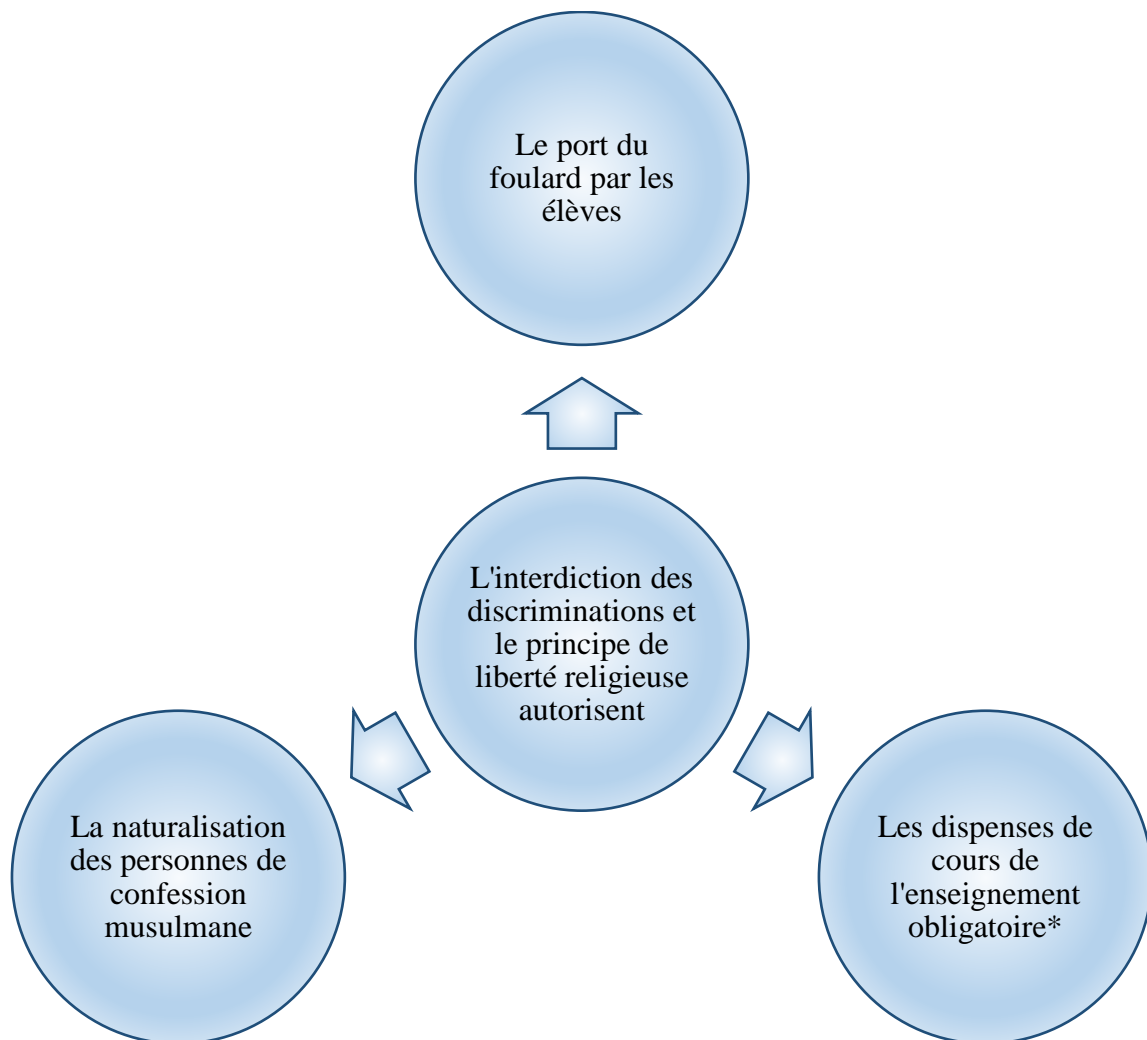 Le port du
foulard par les
élèves
L'interdiction des
discriminations et
le principe de
liberté religieuse
autorisent
La naturalisation
des personnes de
confession
musulmane
Les dispenses de
cours de
l'enseignement
obligatoire*